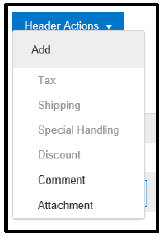 Header Actions
Add
Tax
Shipping
Special Handling
Discount
Comment
Attachment